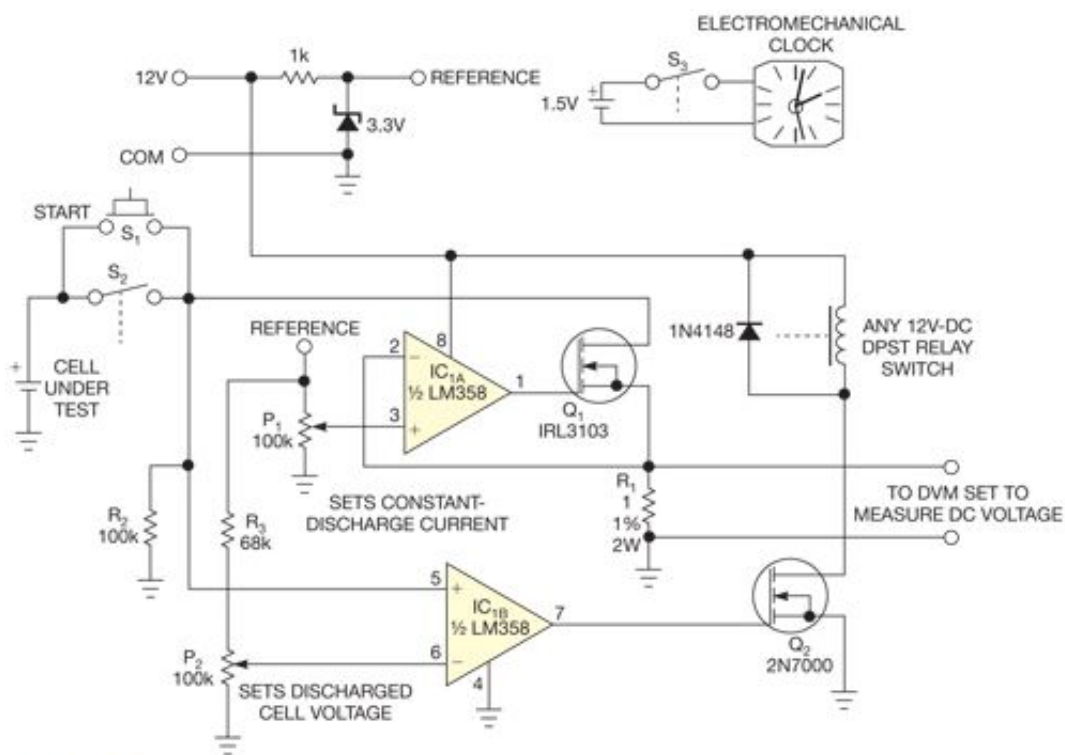 ELECTROMECHANICAL
CLOCK
1k
S3
12V
REFERENCE
+
1.5V
3.3V
COM
START
S1
S2
REFERENCE
8
1N4148
ANY 12V-DC
DPST RELAY
SWITCH
2
−
IC1A
½ LM358
1
+
CELL
UNDER
TEST
P1
100k
3
+
Q1
IRL3103
R1
1
1%
2W
TO DVM SET TO
MEASURE DC VOLTAGE
SETS CONSTANT-
DISCHARGE CURRENT
R2
100k
R3
68k
5
+
IC1B
½ LM358
7
6
−
4
P2
100k
Q2
2N7000
SETS DISCHARGED
CELL VOLTAGE